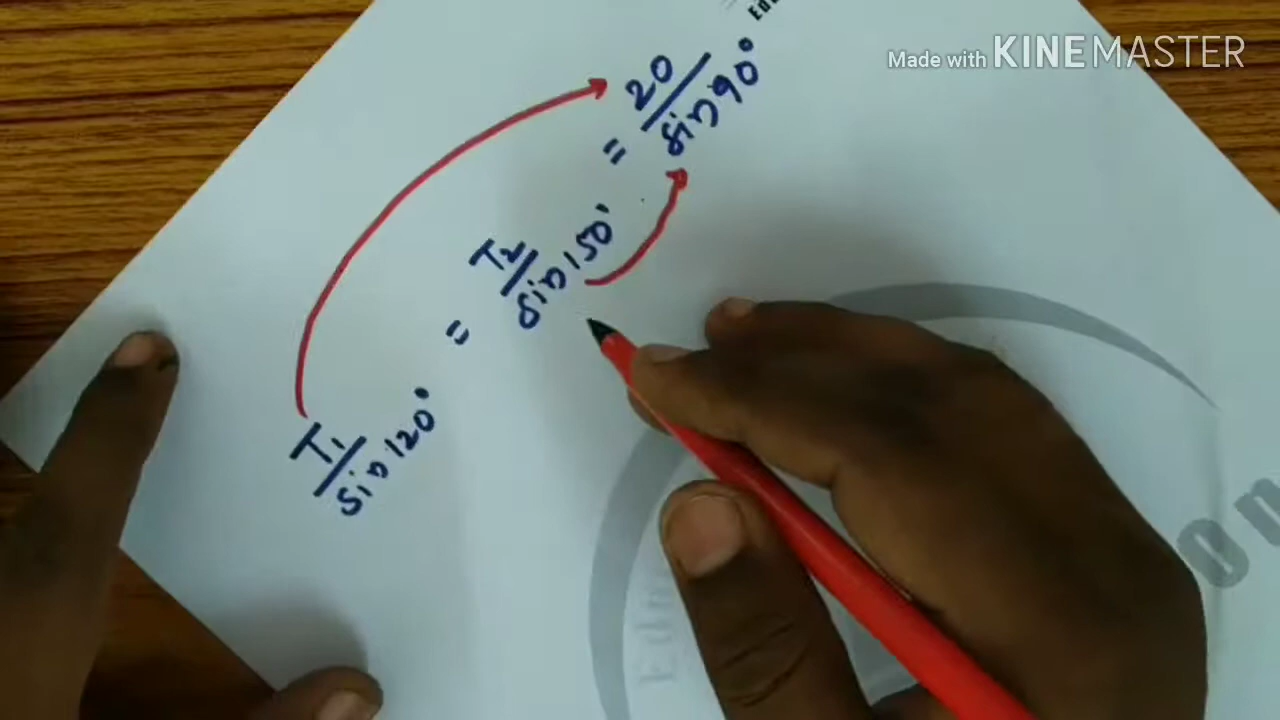 Made with KINEMASTER
T1/sin120° = T2/sin150° = 20/sin90°